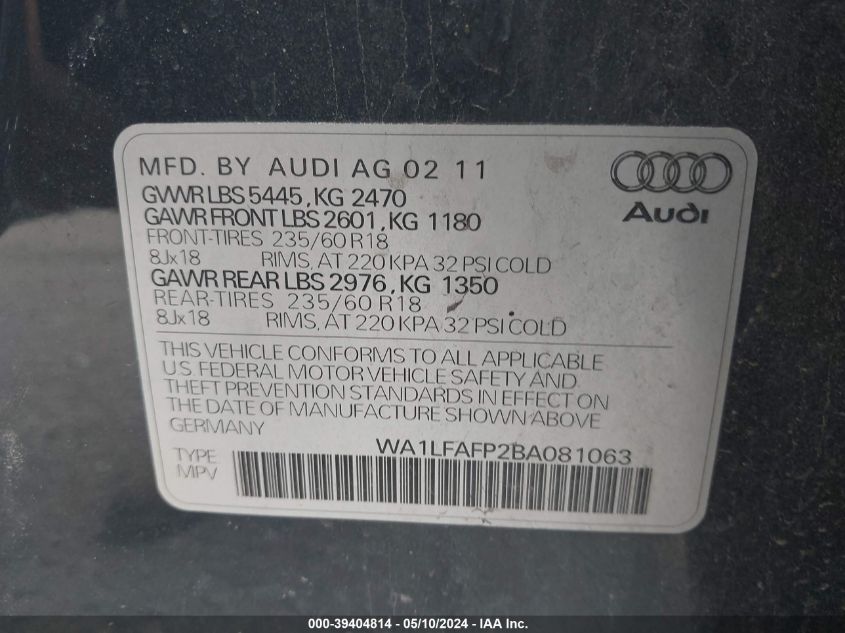 MFD. BY AUDI AG 02 11
GVWR LBS 5445, KG 2470
GAWR FRONT LBS 2601, KG 1180
FRONT-TIRES 235/60 R18
8Jx18 RIMS, AT 220 KPA 32 PSI COLD
GAWR REAR LBS 2976, KG 1350
REAR-TIRES 235/60 R18
8Jx18 RIMS, AT 220 KPA 32 PSI COLD
Audi
THIS VEHICLE CONFORMS TO ALL APPLICABLE
U.S. FEDERAL MOTOR VEHICLE SAFETY AND
THEFT PREVENTION STANDARDS IN EFFECT ON
THE DATE OF MANUFACTURE SHOWN ABOVE
GERMANY
WA1LFAFP2BA081063
TYPE
MPV
000-39404814 — 05/10/2024 — IAA Inc.